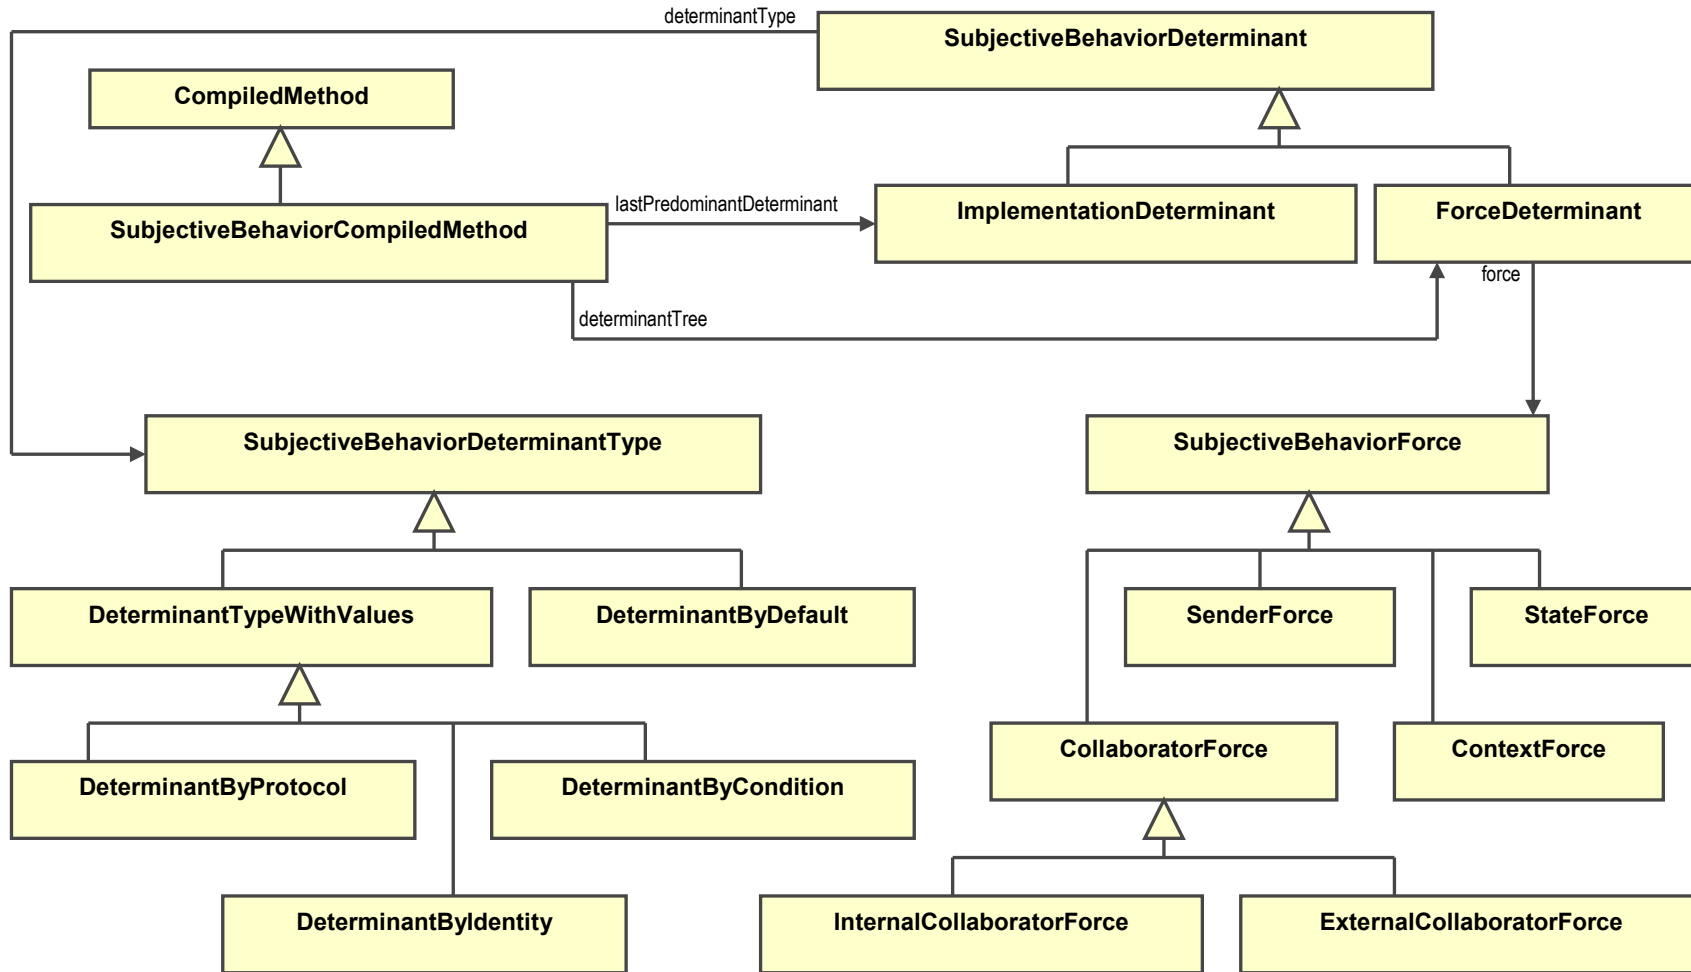 determinantType
SubjectiveBehaviorDeterminant
CompiledMethod
SubjectiveBehaviorCompiledMethod
lastPredominantDeterminant
ImplementationDeterminant
ForceDeterminant
force
determinantTree
SubjectiveBehaviorDeterminantType
SubjectiveBehaviorForce
DeterminantTypeWithValues
DeterminantByDefault
SenderForce
StateForce
CollaboratorForce
ContextForce
DeterminantByProtocol
DeterminantByCondition
DeterminantByIdentity
InternalCollaboratorForce
ExternalCollaboratorForce